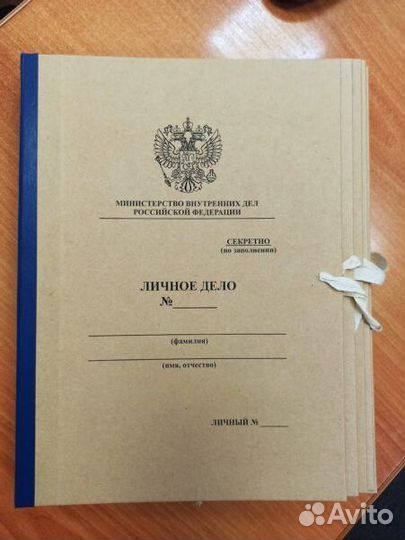 МИНИСТЕРСТВО ВНУТРЕННИХ ДЕЛ
РОССИЙСКОЙ ФЕДЕРАЦИИ
СЕКРЕТНО
(по заполнении)
ЛИЧНОЕ ДЕЛО
№
(фамилия)
(имя, отчество)
ЛИЧНЫЙ №
Avito